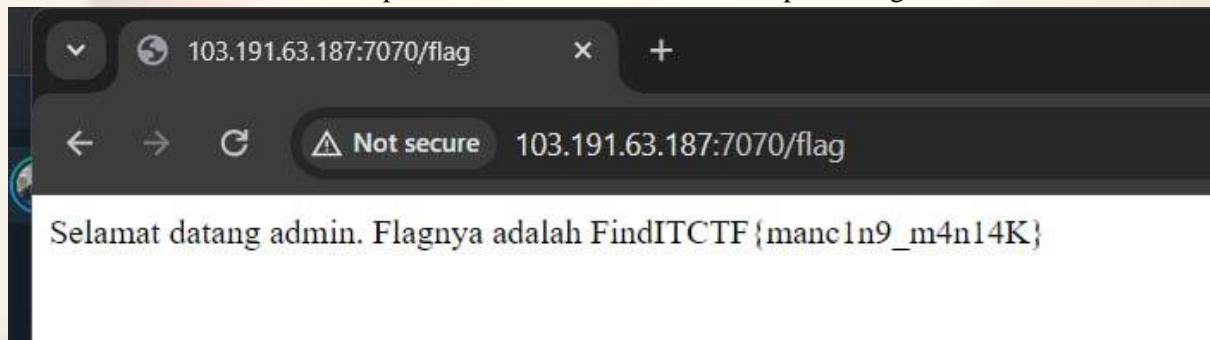 103.191.63.187:7070/flag
Not secure 103.191.63.187:7070/flag
Selamat datang admin. Flagnya adalah FindITCTF{manc1n9_m4n14K}